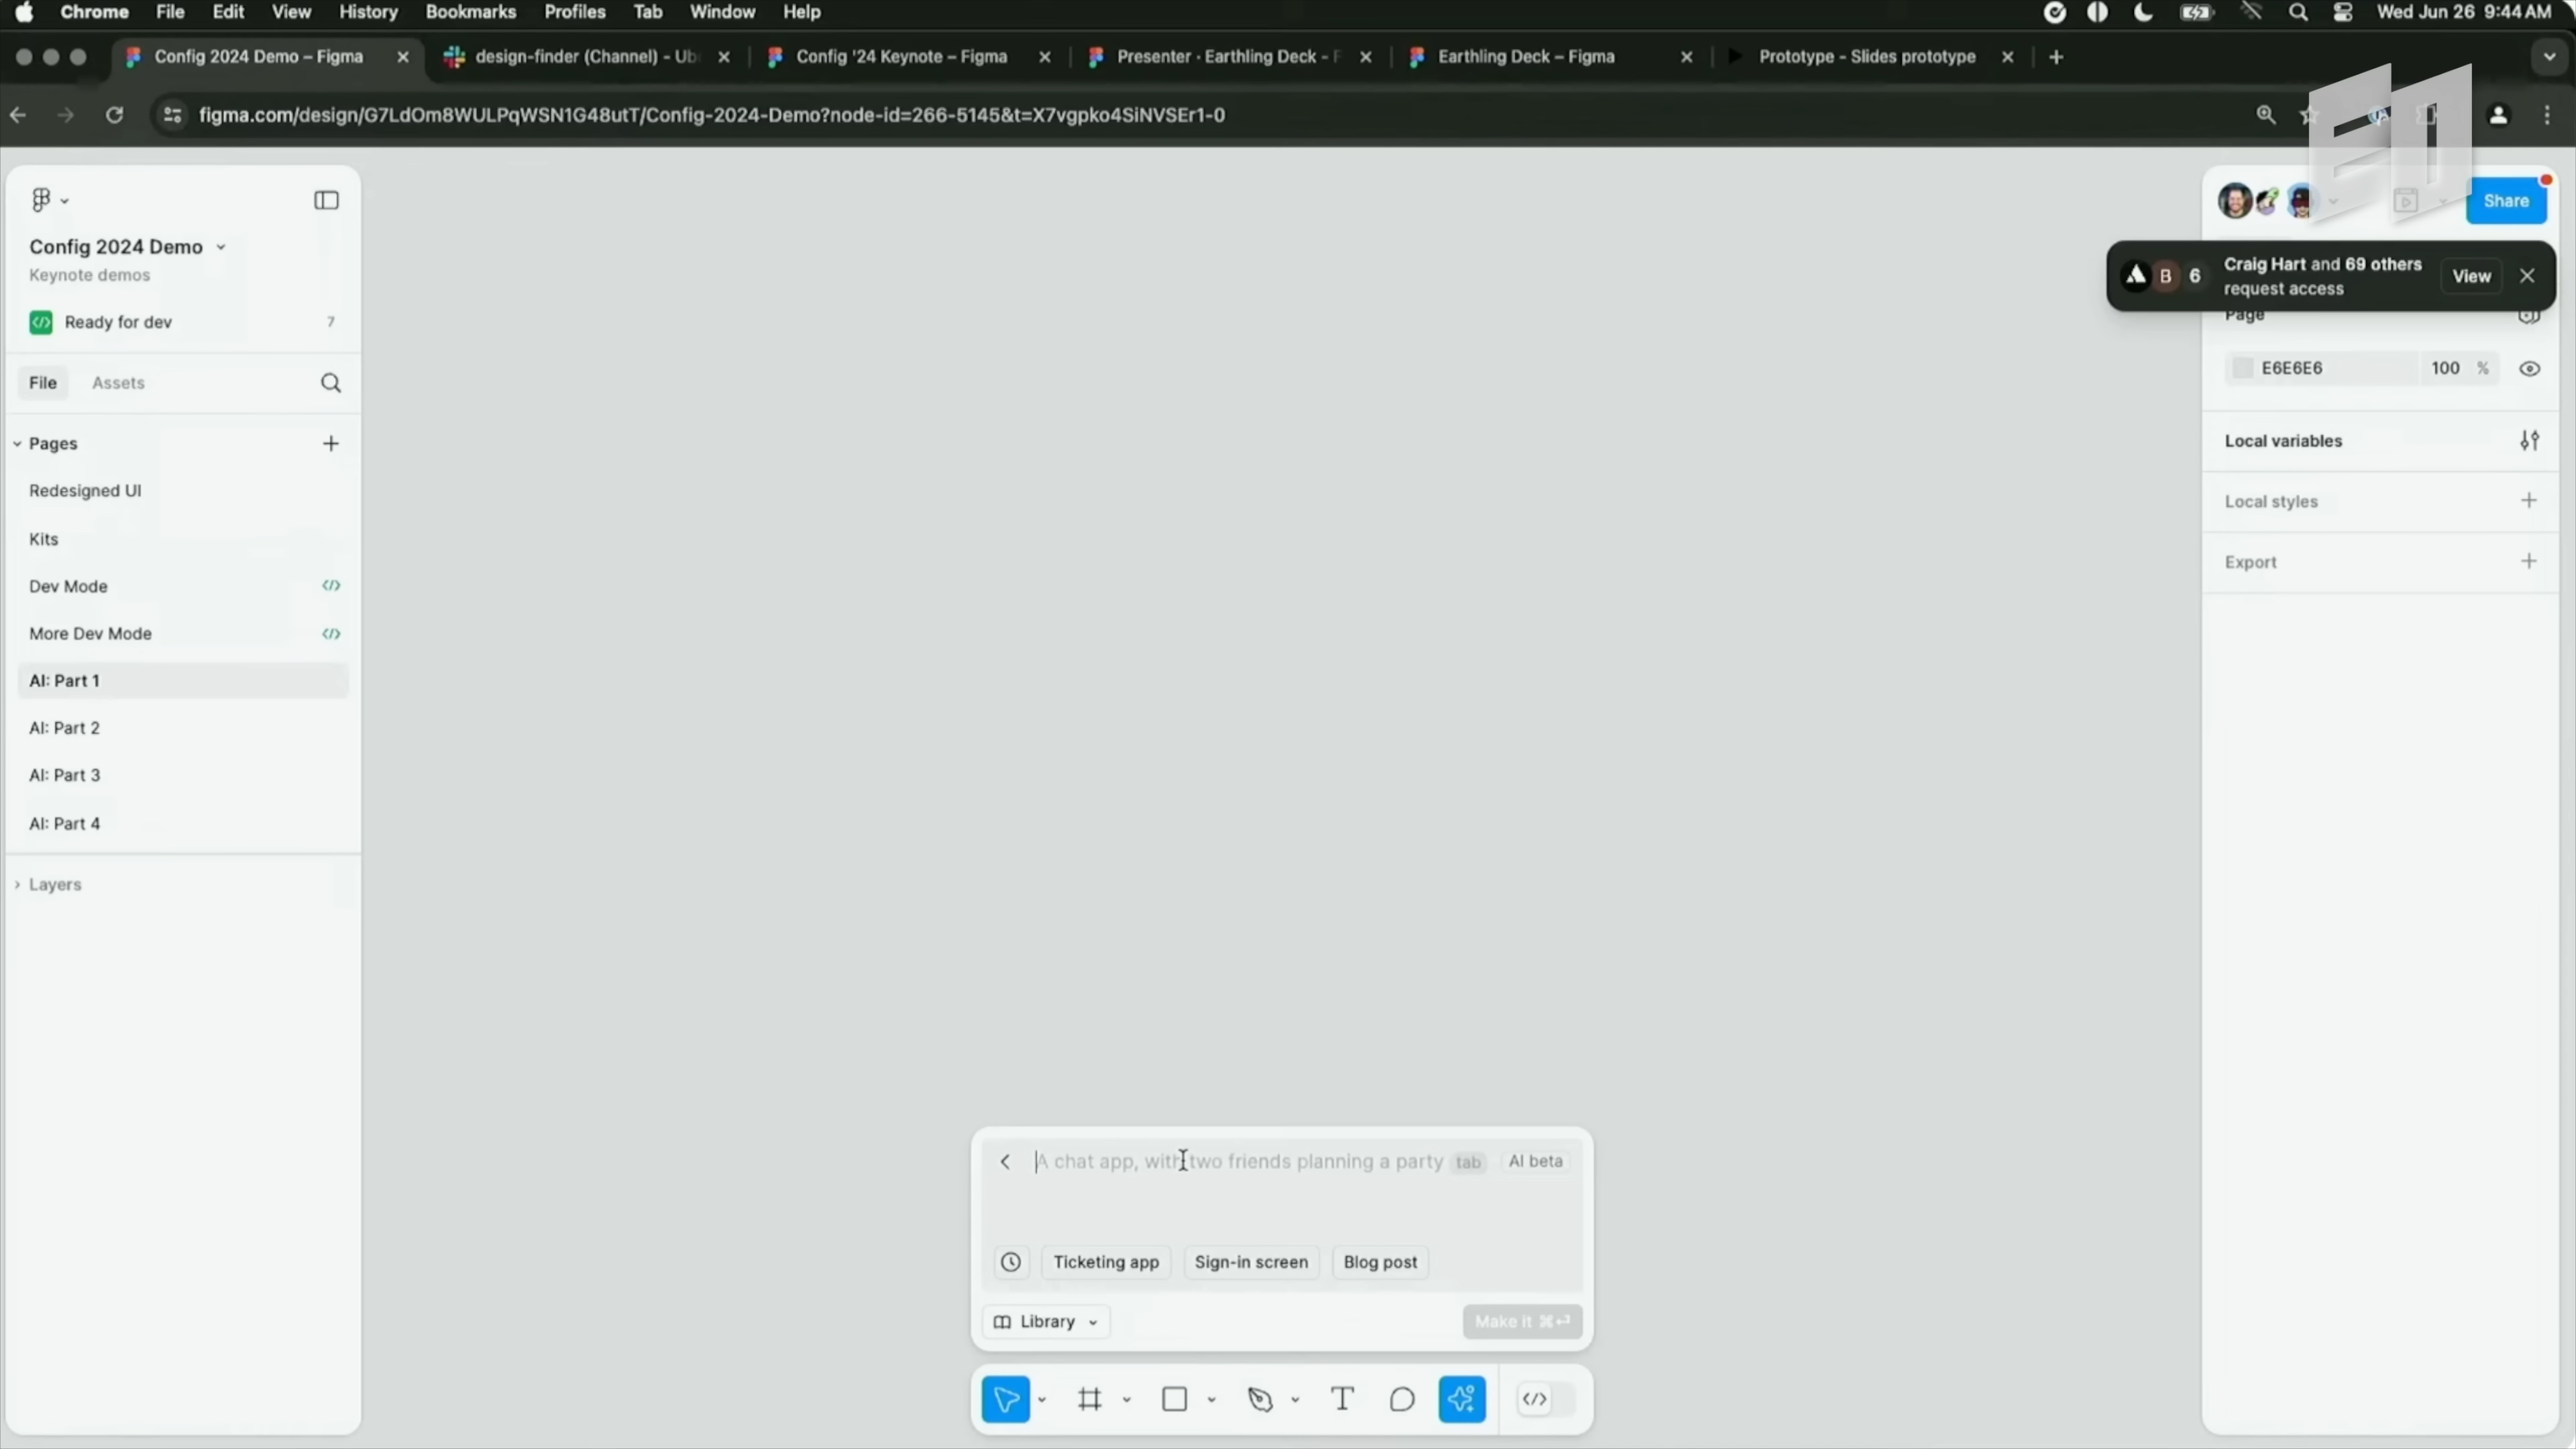 Chrome File Edit View History Bookmarks Profiles Tab Window Help Wed Jun 26 9:44 AM
Config 2024 Demo – Figma design-finder (Channel) - Ub Config '24 Keynote – Figma Presenter · Earthling Deck – F Earthling Deck – Figma Prototype - Slides prototype
figma.com/design/G7LdOm8WULPqWSN1G48utT/Config-2024-Demo?node-id=266-5145&t=X7vgpko4SiNVSEr1-0
Config 2024 Demo
Keynote demos
Ready for dev 7
File Assets
Pages
Redesigned UI
Kits
Dev Mode
More Dev Mode
AI: Part 1
AI: Part 2
AI: Part 3
AI: Part 4
Layers
Share
B 6 Craig Hart and 69 others
request access
View
Page
E6E6E6 100 %
Local variables
Local styles
Export
A chat app, with two friends planning a party tab AI beta
Ticketing app Sign-in screen Blog post
Library Make it ⌘⏎